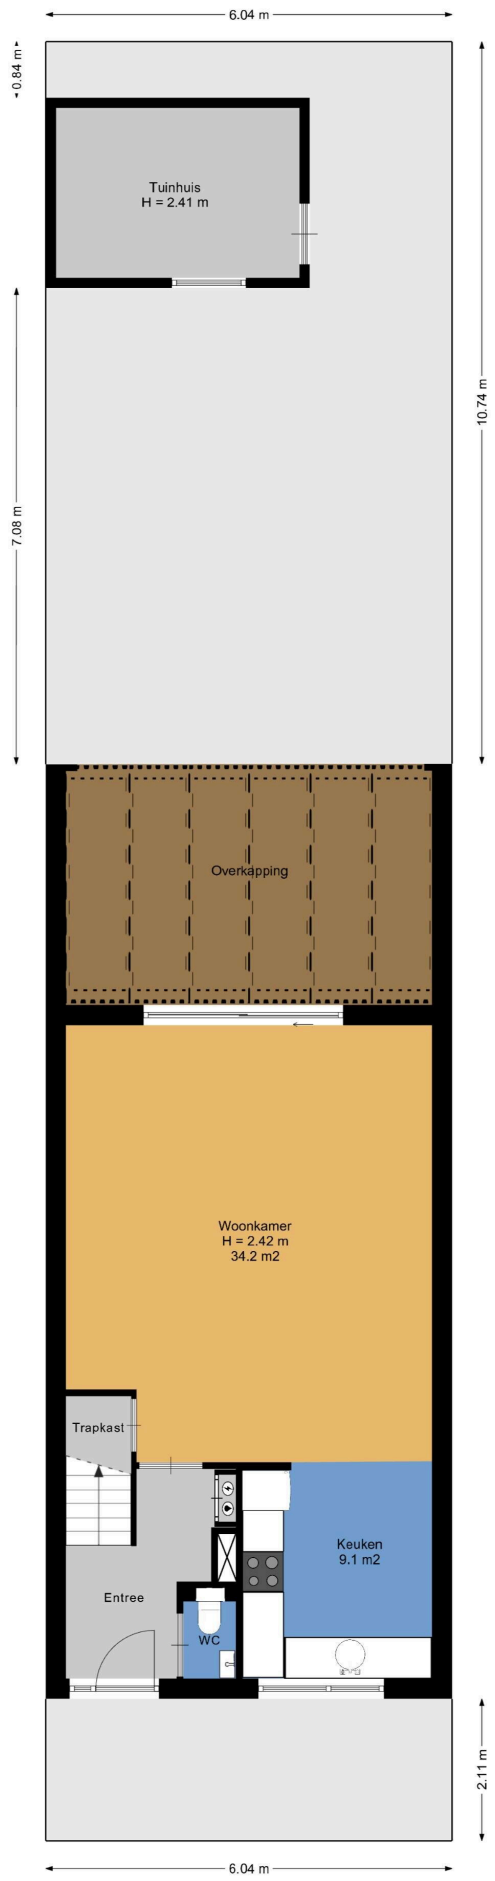 6.04 m
0.84 m
Tuinhuis
H = 2.41 m
10.74 m
7.08 m
Overkapping
Woonkamer
H = 2.42 m
34.2 m2
Trapkast
Keuken
9.1 m2
Entree
WC
2.11 m
6.04 m